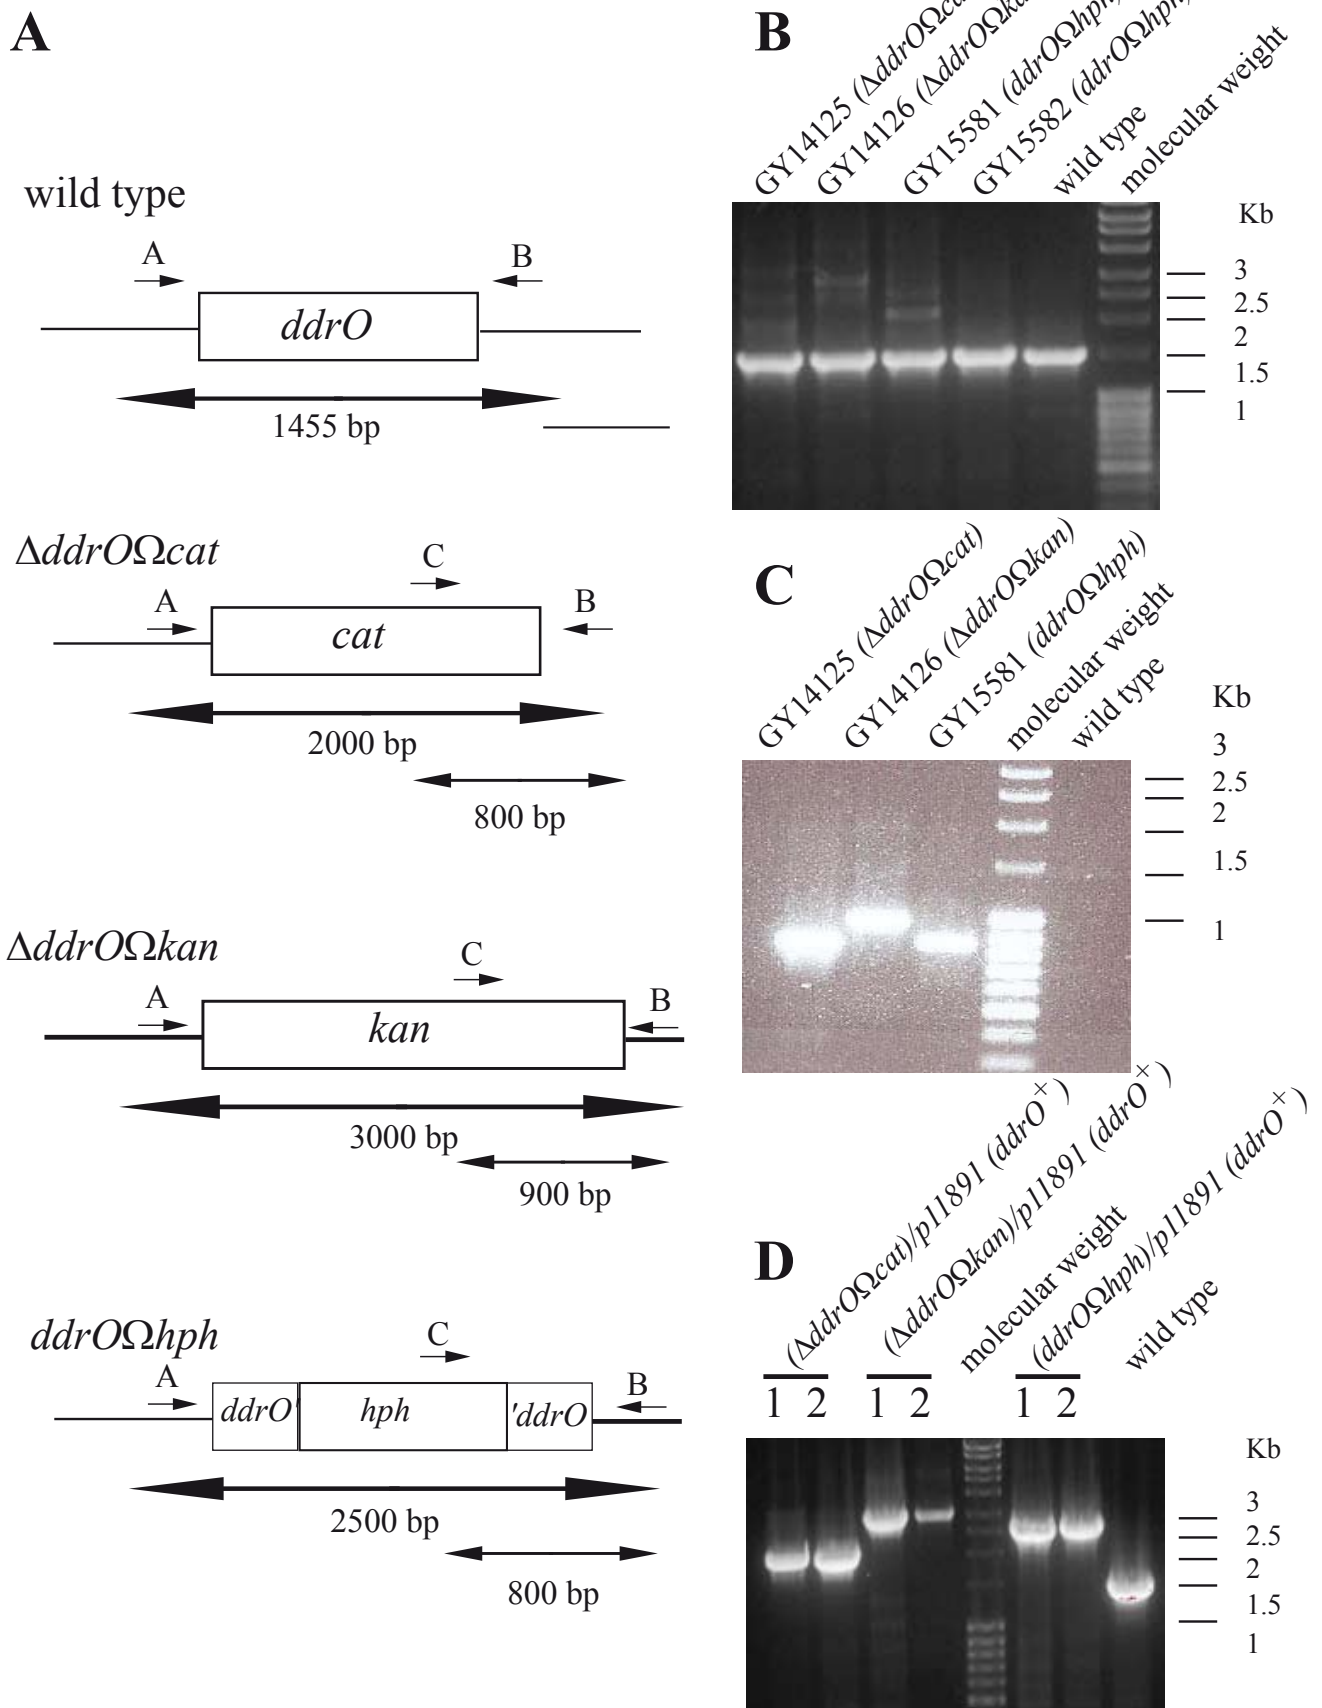 A
wild type
A
B
ddrO
1455 bp
ΔddrOΩcat
C
A
B
cat
2000 bp
800 bp
ΔddrOΩkan
C
A
B
kan
3000 bp
900 bp
ddrOΩhph
C
A
B
ddrO'
hph
'ddrO
2500 bp
800 bp
B
GY14125 (ΔddrOΩ
GY14126 (ΔddrOΩ
GY15581 (ddrOΩhph
GY15582 (ddrOΩhph
wild type
molecular weight
Kb
3
2.5
2
1.5
1
C
GY14125 (ΔddrOΩcat)
GY14126 (ΔddrOΩkan)
GY15581 (ddrOΩhph)
molecular weight
wild type
Kb
3
2.5
2
1.5
1
D
(ΔddrOΩcat)/p11891 (ddrO+)
(ΔddrOΩkan)/p11891 (ddrO+)
molecular weight
(ddrOΩhph)/p11891 (ddrO+)
wild type
1 2 1 2 1 2
Kb
3
2.5
2
1.5
1